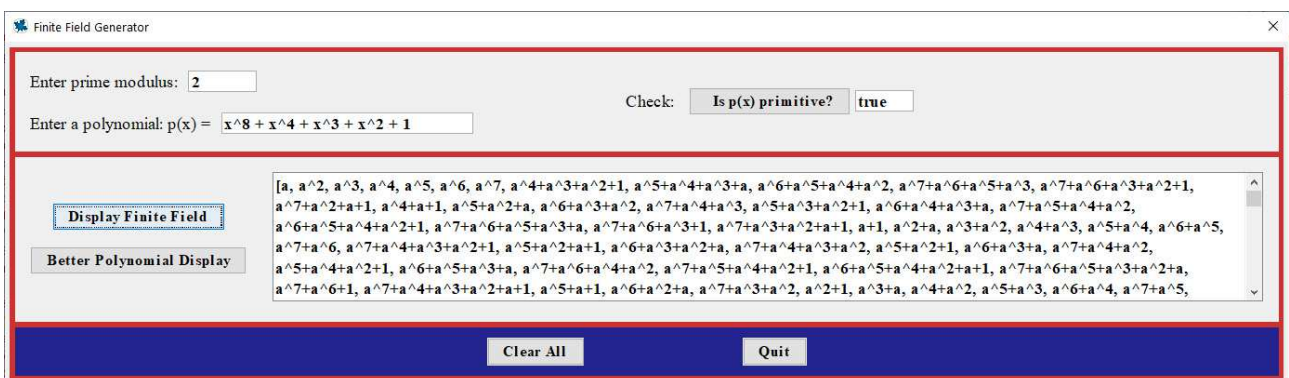 Finite Field Generator
Enter prime modulus: 2
Check: Is p(x) primitive? true
Enter a polynomial: p(x) = x^8 + x^4 + x^3 + x^2 + 1
[a, a^2, a^3, a^4, a^5, a^6, a^7, a^4+a^3+a^2+1, a^5+a^4+a^3+a, a^6+a^5+a^4+a^2, a^7+a^6+a^5+a^3, a^7+a^6+a^3+a^2+1,
a^7+a^2+a+1, a^4+a+1, a^5+a^2+a, a^6+a^3+a^2, a^7+a^4+a^3, a^5+a^3+a^2+1, a^6+a^4+a^3+a, a^7+a^5+a^4+a^2,
a^6+a^5+a^4+a^2+1, a^7+a^6+a^5+a^3+a, a^7+a^6+a^3+1, a^7+a^3+a^2+a+1, a+1, a^2+a, a^3+a^2, a^4+a^3, a^5+a^4, a^6+a^5,
a^7+a^6, a^7+a^4+a^3+a^2+1, a^5+a^2+a+1, a^6+a^3+a^2+a, a^7+a^4+a^3+a^2, a^5+a^2+1, a^6+a^3+a, a^7+a^4+a^2,
a^5+a^4+a^2+1, a^6+a^5+a^3+a, a^7+a^6+a^4+a^2, a^7+a^5+a^4+a^2+1, a^6+a^5+a^4+a^2+a+1, a^7+a^6+a^5+a^3+a^2+a,
a^7+a^6+1, a^7+a^4+a^3+a^2+a+1, a^5+a+1, a^6+a^2+a, a^7+a^3+a^2, a^2+1, a^3+a, a^4+a^2, a^5+a^3, a^6+a^4, a^7+a^5,
Display Finite Field
Better Polynomial Display
Clear All
Quit